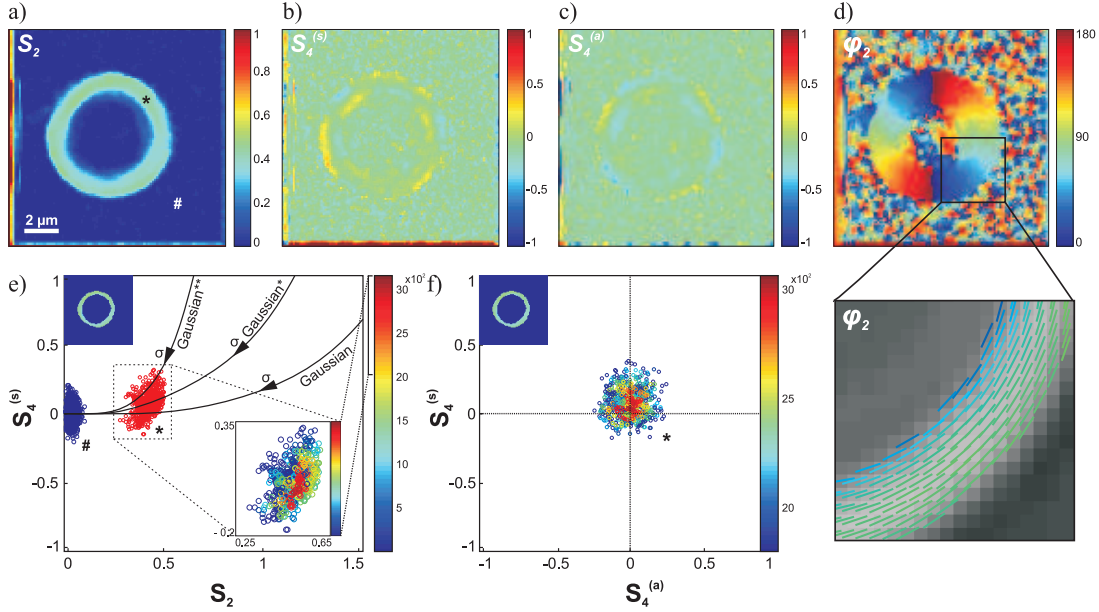 a) b) c) d)
S2 S4(s) S4(a) φ2
1 1 1 180
0.8 0.5 0.5
0.6
0 0 90
0.4
-0.5 -0.5
0.2
0 -1 -1 0
*
#
2 µm
e) f)
x10² x10²
1 1
30 30
0.5 0.5
25
20
0 0
15
10
-0.5 -0.5
20
5
-1 -1
0 0.5 1 1.5
-1 -0.5 0 0.5 1
S4(s)
S2
S4(s)
S4(a)
σ Gaussian**
σ Gaussian*
σ Gaussian
#
*
0.35
-0.2
0.25 0.65
*
φ2